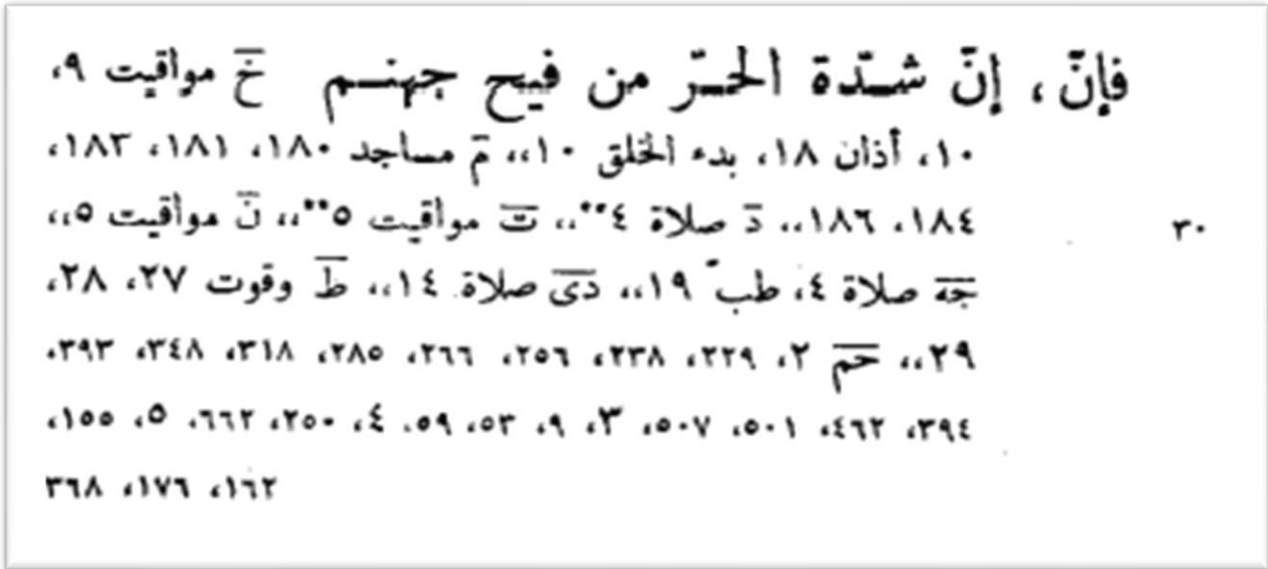 فإنّ ، إنّ شدّة الحرّ من فيح جهنم خ مواقيت ٩،
١٠، أذان ١٨، بدء الخلق ١٠،، م مساجد ١٨٠، ١٨١، ١٨٣،
١٨٤، ١٨٦،، د صلاة ٤**،، ت مواقيت ٥**،، ن مواقيت ٥،،
٣٠
جه صلاة ٤، طب* ١٩،، دى صلاة ١٤،، ط وقوت ٢٧، ٢٨،
٢٩،، حم ٢، ٢٢٩، ٢٣٨، ٢٥٦، ٢٦٦، ٢٨٥، ٣١٨، ٣٤٨، ٣٩٣،
٣٩٤، ٤٦٢، ٥٠١، ٥٠٧، ٣، ٩، ٥٣، ٥٩، ٤، ٢٥٠، ٦٦٢، ٥، ١٥٥،
١٦٢، ١٧٦، ٣٦٨